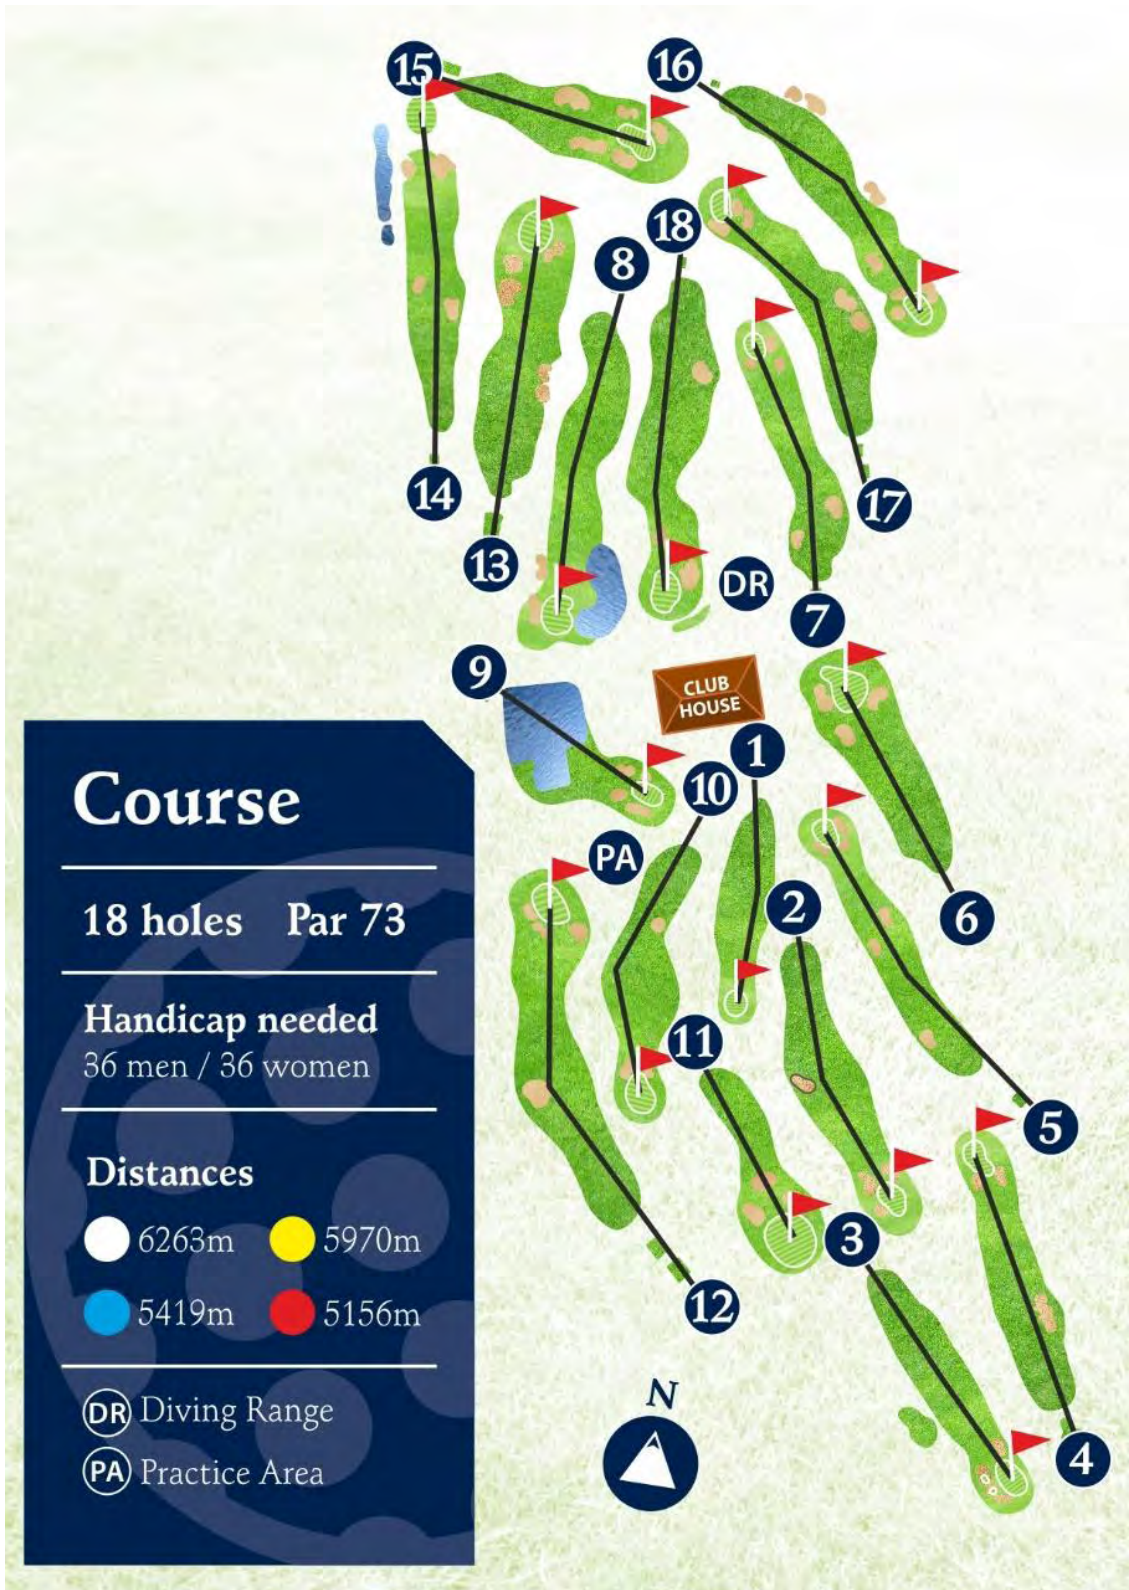 15
16
18
8
14
17
13
DR
7
9
CLUB
HOUSE
1
10
PA
2
6
11
5
3
12
4
N
Course
18 holes Par 73
Handicap needed
36 men / 36 women
Distances
6263m 5970m
5419m 5156m
DR Diving Range
PA Practice Area